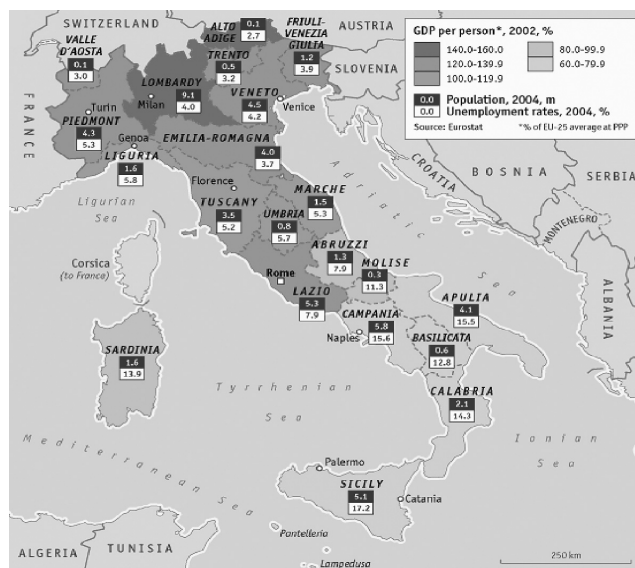 SWITZERLAND
AUSTRIA
SLOVENIA
FRANCE
CROATIA
BOSNIA
SERBIA
MONTENEGRO
ALBANIA
ALGERIA
TUNISIA
GDP per person*, 2002, %
140.0-160.0
120.0-139.9
100.0-119.9
80.0-99.9
60.0-79.9
0.0 Population, 2004, m
0.0 Unemployment rates, 2004, %
Source: Eurostat
*% of EU-25 average at PPP
VALLE
D'AOSTA
0.1
3.0
ALTO
ADIGE
0.1
2.7
TRENTO
0.5
3.2
FRIULI-
VENEZIA
GIULIA
1.2
3.9
LOMBARDY
Milan
9.1
4.0
VENETO
4.5
4.2
Venice
Turin
PIEDMONT
4.3
5.3
Genoa
LIGURIA
1.6
5.8
EMILIA-ROMAGNA
4.0
3.7
Florence
TUSCANY
3.5
5.2
MARCHE
1.5
5.3
UMBRIA
0.8
5.7
ABRUZZI
1.3
7.9
MOLISE
0.3
11.3
Rome
LAZIO
5.3
7.9
CAMPANIA
5.8
15.6
Naples
APULIA
4.1
15.5
BASILICATA
0.6
12.8
CALABRIA
2.1
14.3
SARDINIA
1.6
13.9
SICILY
5.1
17.2
Palermo
Catania
Corsica
(to France)
Ligurian
Sea
Adriatic
Sea
Tyrrhenian
Sea
Ionian
Sea
Mediterranean Sea
Pantelleria
Lampedusa
250 km